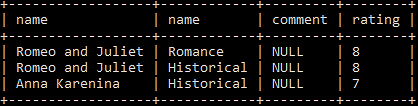 name | name | comment | rating
Romeo and Juliet | Romance | NULL | 8
Romeo and Juliet | Historical | NULL | 8
Anna Karenina | Historical | NULL | 7